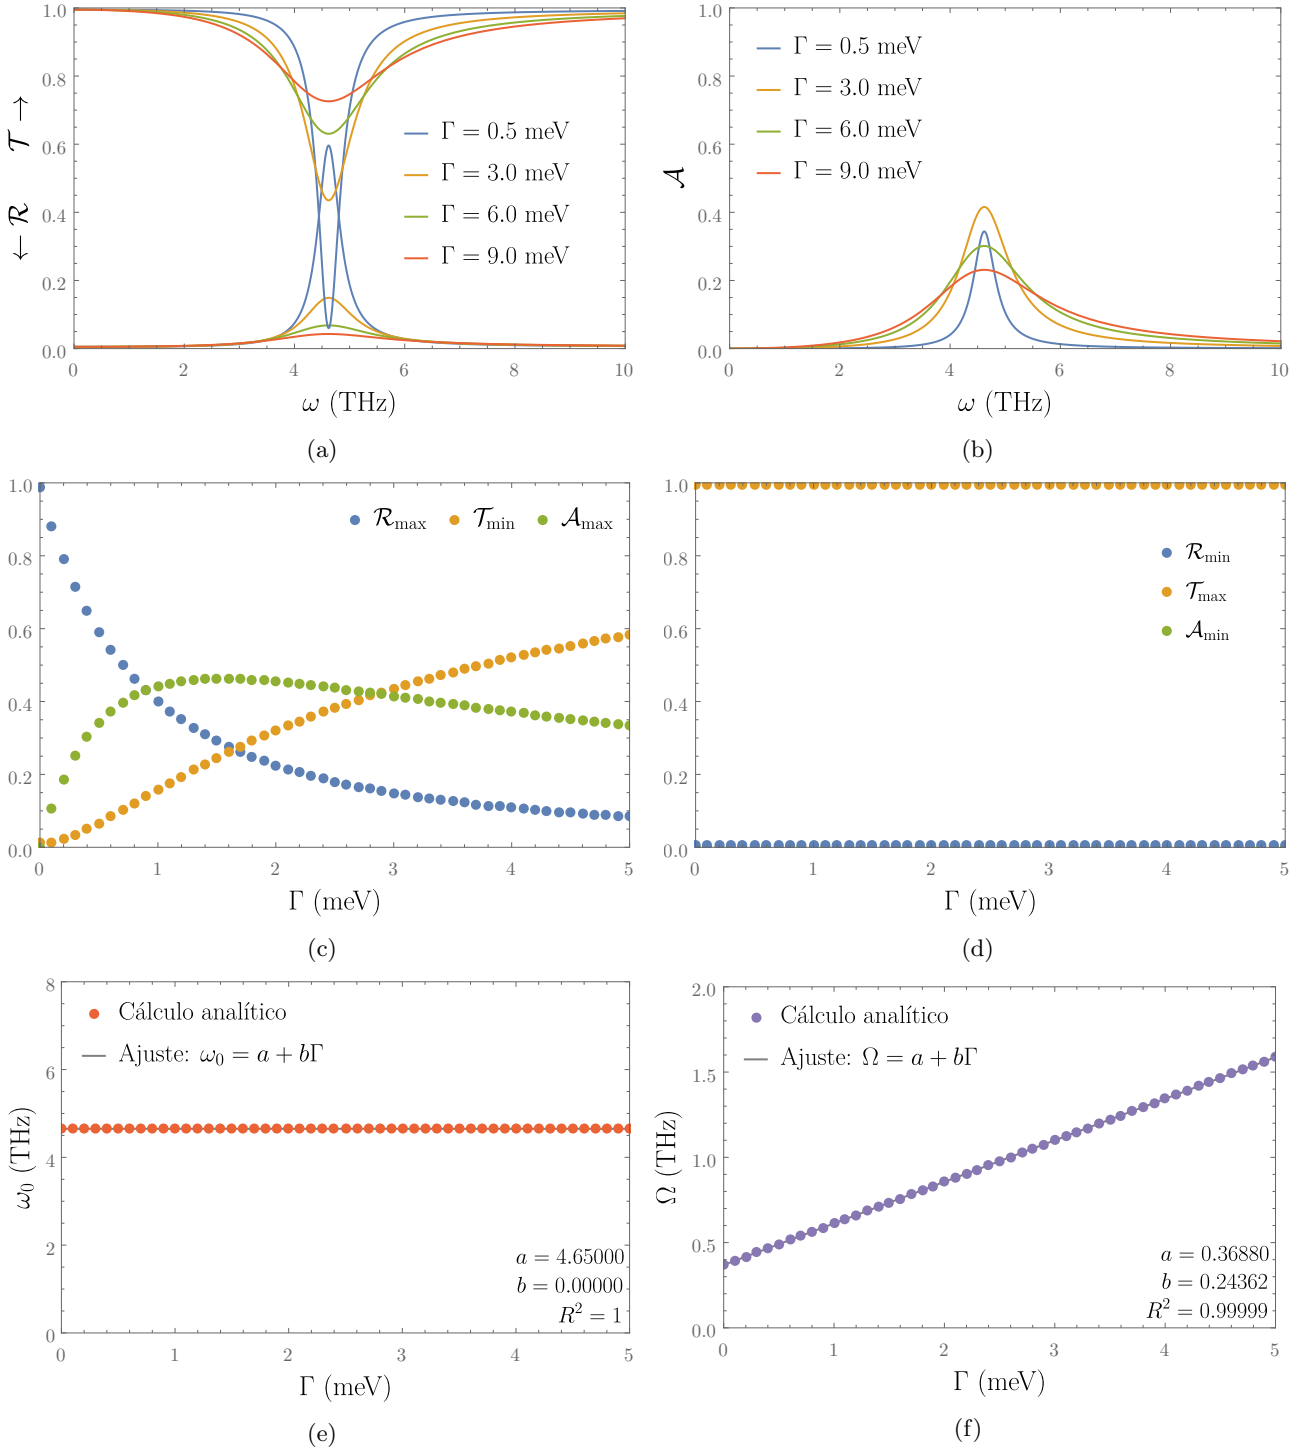 1.0
0.8
0.6
0.4
0.2
0.0
← 𝓡 𝒯 →
Γ = 0.5 meV
Γ = 3.0 meV
Γ = 6.0 meV
Γ = 9.0 meV
0 2 4 6 8 10
ω (THz)
(a)
1.0
0.8
0.6
0.4
0.2
0.0
𝒜
Γ = 0.5 meV
Γ = 3.0 meV
Γ = 6.0 meV
Γ = 9.0 meV
0 2 4 6 8 10
ω (THz)
(b)
1.0
0.8
0.6
0.4
0.2
0.0
𝓡max 𝒯min 𝒜max
0 1 2 3 4 5
Γ (meV)
(c)
1.0
0.8
0.6
0.4
0.2
0.0
𝓡min
𝒯max
𝒜min
0 1 2 3 4 5
Γ (meV)
(d)
8
6
4
2
0
ω₀ (THz)
Cálculo analítico
Ajuste: ω₀ = a + bΓ
a = 4.65000
b = 0.00000
R² = 1
0 1 2 3 4 5
Γ (meV)
(e)
2.0
1.5
1.0
0.5
0.0
Ω (THz)
Cálculo analítico
Ajuste: Ω = a + bΓ
a = 0.36880
b = 0.24362
R² = 0.99999
0 1 2 3 4 5
Γ (meV)
(f)